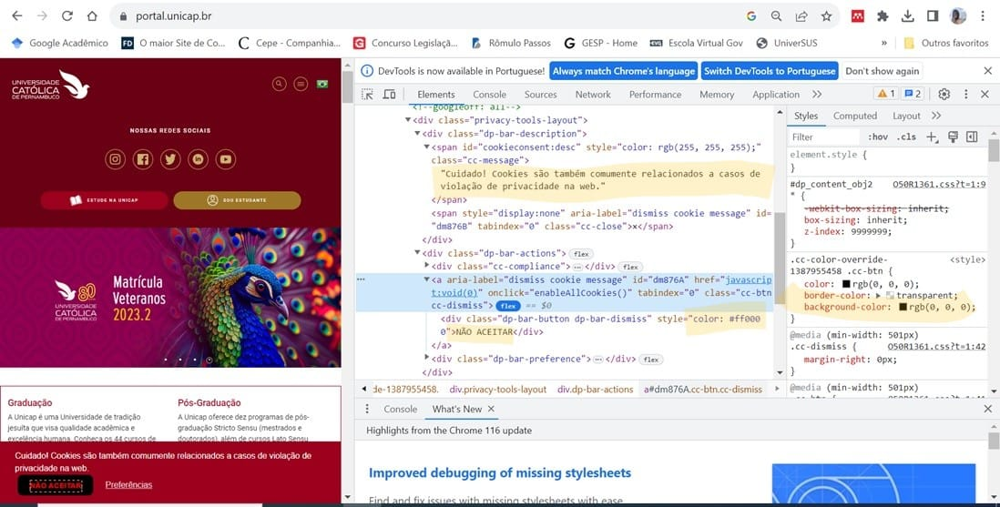 portal.unicap.br
Google Acadêmico
O maior Site de Co...
Cepe - Companhia...
Concurso Legislaçã...
Rômulo Passos
GESP - Home
Escola Virtual Gov
UniverSUS
»
Outros favoritos
UNIVERSIDADE
CATÓLICA
DE PERNAMBUCO
NOSSAS REDES SOCIAIS
ESTUDE NA UNICAP
SOU ESTUDANTE
UNIVERSIDADE
CATÓLICA
DE PERNAMBUCO
80
Matrícula
Veteranos
2023.2
Graduação
A Unicap é uma Universidade de tradição
jesuíta que visa qualidade acadêmica e
excelência humana. Conheça os 44 cursos de
Pós-Graduação
A Unicap oferece dez programas de pós-
graduação Stricto Sensu (mestrados e
doutorados), além de cursos Lato Sensu
Cuidado! Cookies são também comumente relacionados a casos de violação de
privacidade na web.
NÃO ACEITAR
Preferências
DevTools is now available in Portuguese!
Always match Chrome's language
Switch DevTools to Portuguese
Don't show again
Elements
Console
Sources
Network
Performance
Memory
Application
»
1
2
<!--googleoff: all-->
<div class="privacy-tools-layout">
<div class="dp-bar-description">
<span id="cookieconsent:desc" style="color: rgb(255, 255, 255);"
class="cc-message">
"Cuidado! Cookies são também comumente relacionados a casos de
violação de privacidade na web."
</span>
<span style="display:none" aria-label="dismiss cookie message" id=
"dm876B" tabindex="0" class="cc-close">×</span>
</div>
<div class="dp-bar-actions"> flex
<div class="cc-compliance"> ⋯ </div> flex
<a aria-label="dismiss cookie message" id="dm876A" href="javascrip
t:void(0)" onclick="enableAllCookies()" tabindex="0" class="cc-btn
cc-dismiss"> flex == $0
<div class="dp-bar-button dp-bar-dismiss" style="color: #ff000
0">NÃO ACEITAR</div>
</a>
<div class="dp-bar-preference"> ⋯ </div> flex
</div>
de-1387955458.
div.privacy-tools-layout
div.dp-bar-actions
a#dm876A.cc-btn.cc-dismiss
Styles
Computed
Layout
»
Filter
:hov
.cls
element.style {
}
#dp_content_obj2 O50R1361.css?t=1:9
* {
-webkit-box-sizing: inherit;
box-sizing: inherit;
z-index: 9999999;
}
.cc-color-override- <style>
1387955458 .cc-btn {
color: rgb(0, 0, 0);
border-color: transparent;
background-color: rgb(0, 0, 0);
}
@media (min-width: 501px)
.cc-dismiss { O50R1361.css?t=1:42
margin-right: 0px;
}
@media (min-width: 501px)
Console
What's New
Highlights from the Chrome 116 update
Improved debugging of missing stylesheets
Find and fix issues with missing stylesheets with ease.